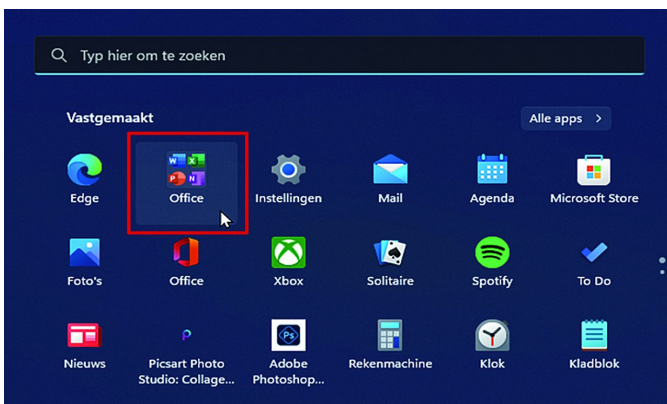 Typ hier om te zoeken
Vastgemaakt
Alle apps
Edge
Office
Instellingen
Mail
Agenda
Microsoft Store
Foto's
Office
Xbox
Solitaire
Spotify
To Do
Nieuws
Picsart Photo
Studio: Collage...
Adobe
Photoshop...
Rekenmachine
Klok
Kladblok